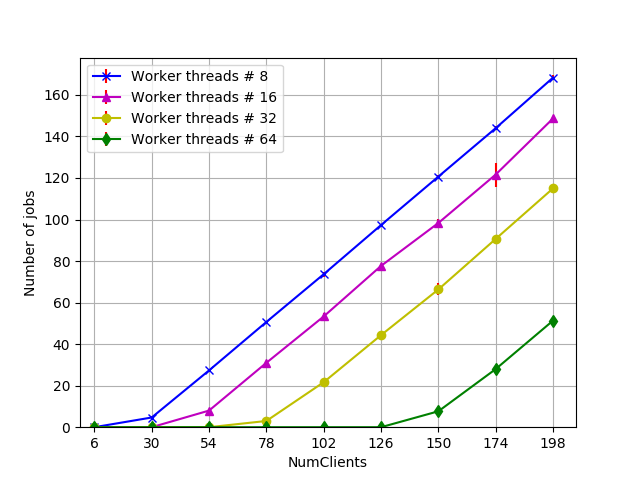 Worker threads # 8
Worker threads # 16
Worker threads # 32
Worker threads # 64
160
140
120
100
80
60
40
20
0
Number of jobs
6 30 54 78 102 126 150 174 198
NumClients